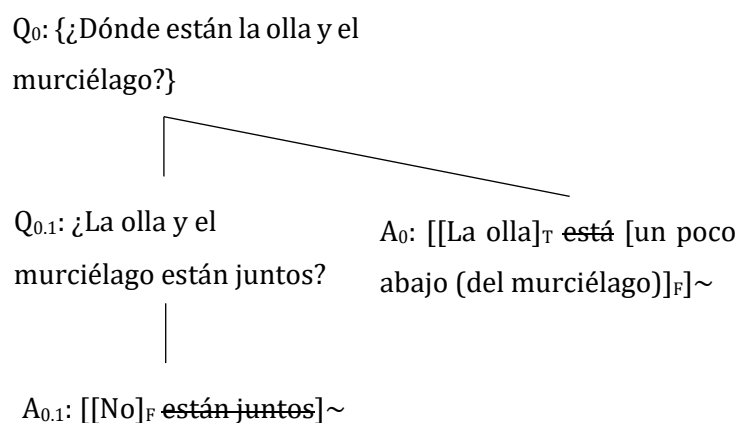 Q₀: {¿Dónde están la olla y el
murciélago?}
Q₀.₁: ¿La olla y el
murciélago están juntos?
A₀: [[La olla]T está [un poco
abajo (del murciélago)]F]~
A₀.₁: [[No]F están juntos]~